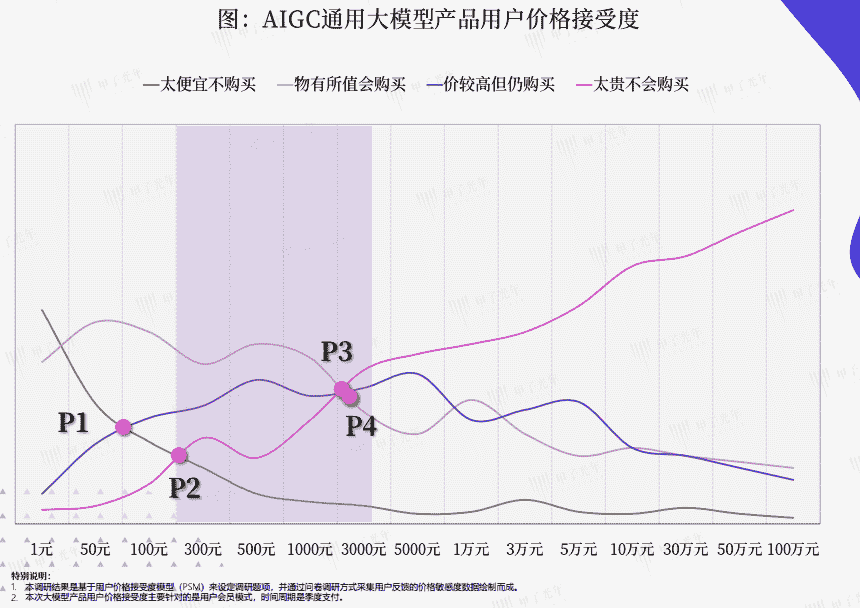 图：AIGC通用大模型产品用户价格接受度
太便宜不购买 物有所值会购买 价较高但仍购买 太贵不会购买
P3
P1
P4
P2
1元 50元 100元 300元 500元 1000元 3000元 5000元 1万元 3万元 5万元 10万元 30万元 50万元 100万元
特别说明：
1. 本调研结果是基于用户价格接受度模型（PSM）来设定调研题项，并通过问卷调研方式采集用户反馈的价格敏感度数据绘制而成。
2. 本次大模型产品用户价格接受度主要针对的是用户会员模式，时间周期是季度支付。